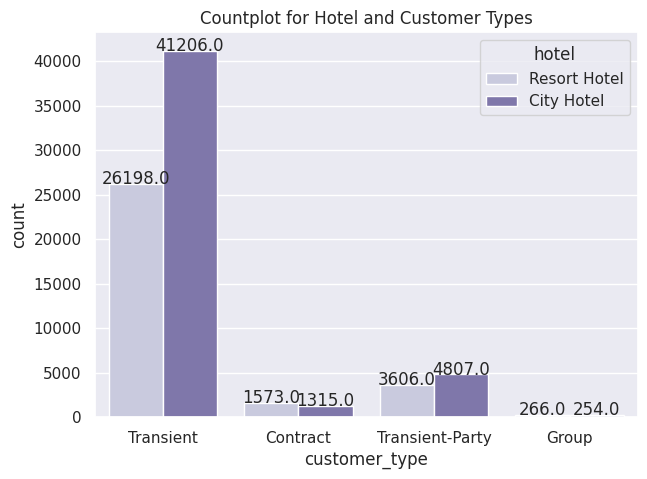 Countplot for Hotel and Customer Types
hotel
Resort Hotel
City Hotel
count
40000
35000
30000
25000
20000
15000
10000
5000
0
26198.0
41206.0
1573.0
1315.0
3606.0
4807.0
266.0
254.0
Transient
Contract
Transient-Party
Group
customer_type